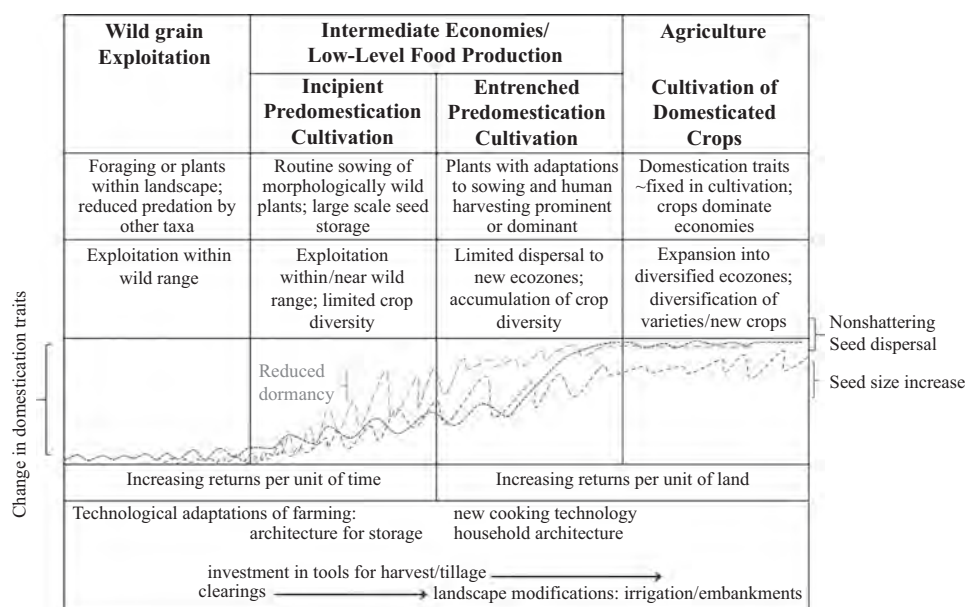 Wild grain
Exploitation
Intermediate Economies/
Low-Level Food Production
Agriculture
Incipient
Predomestication
Cultivation
Entrenched
Predomestication
Cultivation
Cultivation of
Domesticated
Crops
Foraging or plants
within landscape;
reduced predation by
other taxa
Routine sowing of
morphologically wild
plants; large scale seed
storage
Plants with adaptations
to sowing and human
harvesting prominent
or dominant
Domestication traits
~fixed in cultivation;
crops dominate
economies
Exploitation within
wild range
Exploitation
within/near wild
range; limited crop
diversity
Limited dispersal to
new ecozones;
accumulation of crop
diversity
Expansion into
diversified ecozones;
diversification of
varieties/new crops
Change in domestication traits
Reduced
dormancy
Nonshattering
Seed dispersal
Seed size increase
Increasing returns per unit of time
Increasing returns per unit of land
Technological adaptations of farming:
architecture for storage
new cooking technology
household architecture
investment in tools for harvest/tillage
clearings
landscape modifications: irrigation/embankments